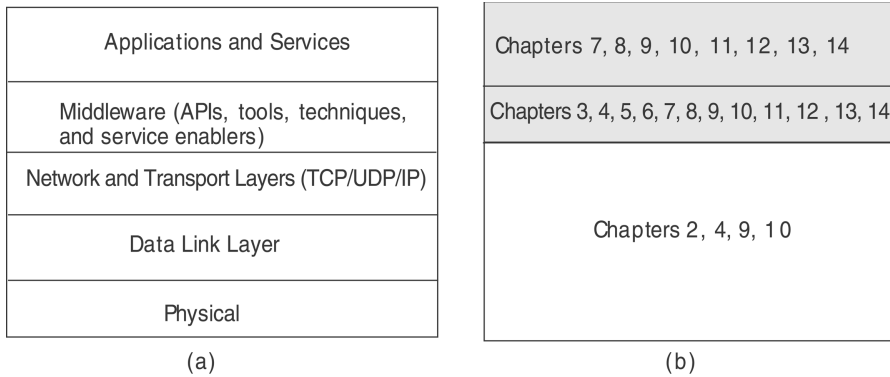 Applications and Services
Middleware (APIs, tools, techniques,
and service enablers)
Network and Transport Layers (TCP/UDP/IP)
Data Link Layer
Physical
(a)
Chapters 7, 8, 9, 10, 11, 12, 13, 14
Chapters 3, 4, 5, 6, 7, 8, 9, 10, 11, 12 , 13, 14
Chapters 2, 4, 9, 10
(b)